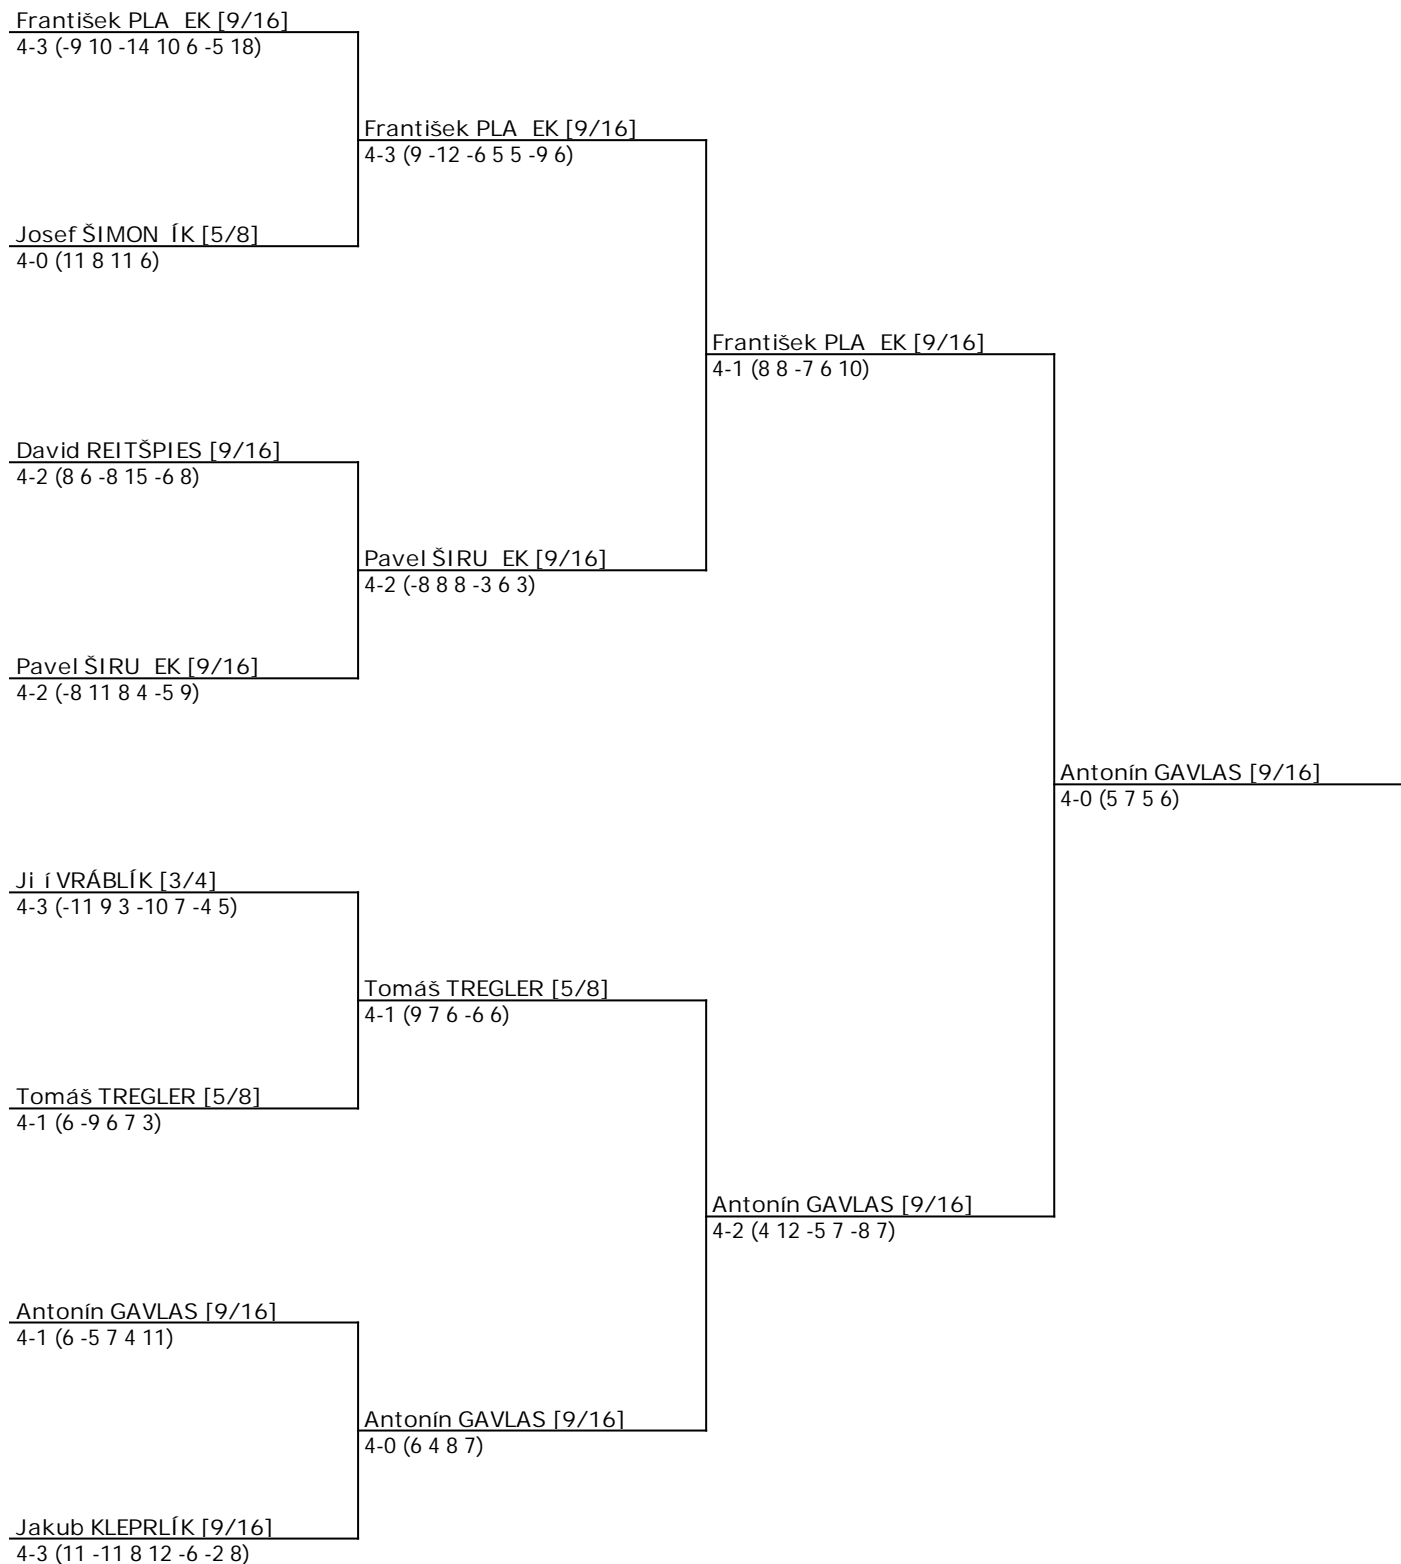 František PLA EK [9/16]
4-3 (-9 10 -14 10 6 -5 18)
František PLA EK [9/16]
4-3 (9 -12 -6 5 5 -9 6)
Josef ŠIMON ÍK [5/8]
4-0 (11 8 11 6)
František PLA EK [9/16]
4-1 (8 8 -7 6 10)
David REITŠPIES [9/16]
4-2 (8 6 -8 15 -6 8)
Pavel ŠIRU EK [9/16]
4-2 (-8 8 8 -3 6 3)
Pavel ŠIRU EK [9/16]
4-2 (-8 11 8 4 -5 9)
Antonín GAVLAS [9/16]
4-0 (5 7 5 6)
Ji í VRÁBLÍK [3/4]
4-3 (-11 9 3 -10 7 -4 5)
Tomáš TREGLER [5/8]
4-1 (9 7 6 -6 6)
Tomáš TREGLER [5/8]
4-1 (6 -9 6 7 3)
Antonín GAVLAS [9/16]
4-2 (4 12 -5 7 -8 7)
Antonín GAVLAS [9/16]
4-1 (6 -5 7 4 11)
Antonín GAVLAS [9/16]
4-0 (6 4 8 7)
Jakub KLEPRLÍK [9/16]
4-3 (11 -11 8 12 -6 -2 8)